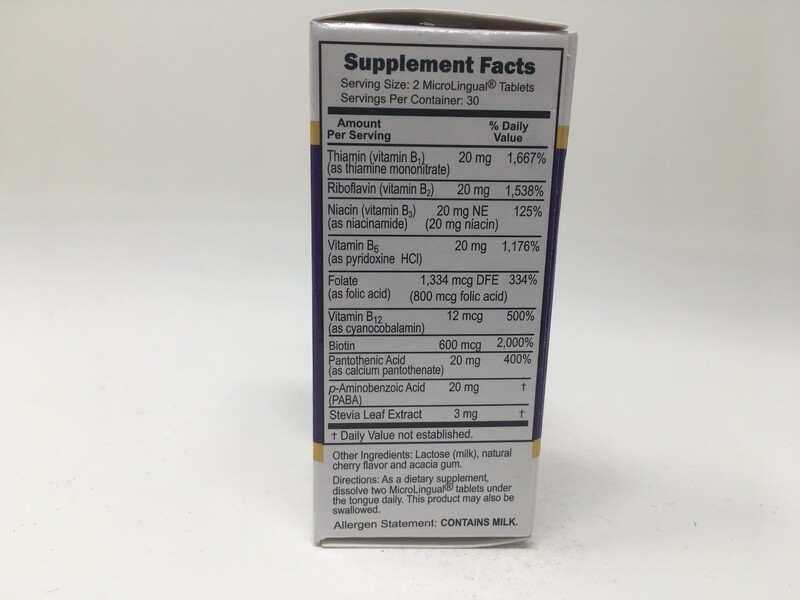 Supplement Facts
Serving Size: 2 MicroLingual® Tablets
Servings Per Container: 30
Amount Per Serving % Daily Value
Thiamin (vitamin B₁) 20 mg 1,667%
(as thiamine mononitrate)
Riboflavin (vitamin B₂) 20 mg 1,538%
Niacin (vitamin B₃) 20 mg NE 125%
(as niacinamide) (20 mg niacin)
Vitamin B₆ 20 mg 1,176%
(as pyridoxine HCl)
Folate 1,334 mcg DFE 334%
(as folic acid) (800 mcg folic acid)
Vitamin B₁₂ 12 mcg 500%
(as cyanocobalamin)
Biotin 600 mcg 2,000%
Pantothenic Acid 20 mg 400%
(as calcium pantothenate)
p-Aminobenzoic Acid 20 mg †
(PABA)
Stevia Leaf Extract 3 mg †
† Daily Value not established.
Other Ingredients: Lactose (milk), natural
cherry flavor and acacia gum.
Directions: As a dietary supplement,
dissolve two MicroLingual® tablets under
the tongue daily. This product may also be
swallowed.
Allergen Statement: CONTAINS MILK.